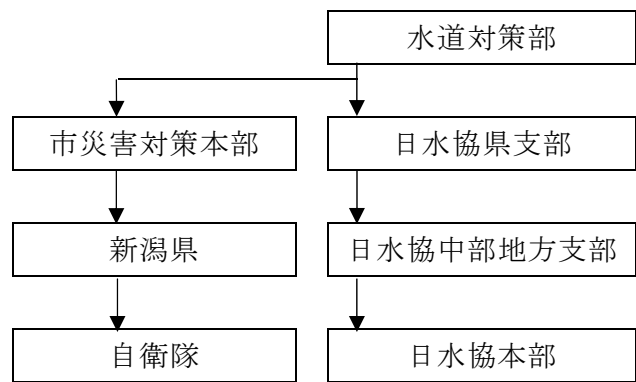 水道対策部
市災害対策本部
日水協県支部
新潟県
日水協中部地方支部
自衛隊
日水協本部